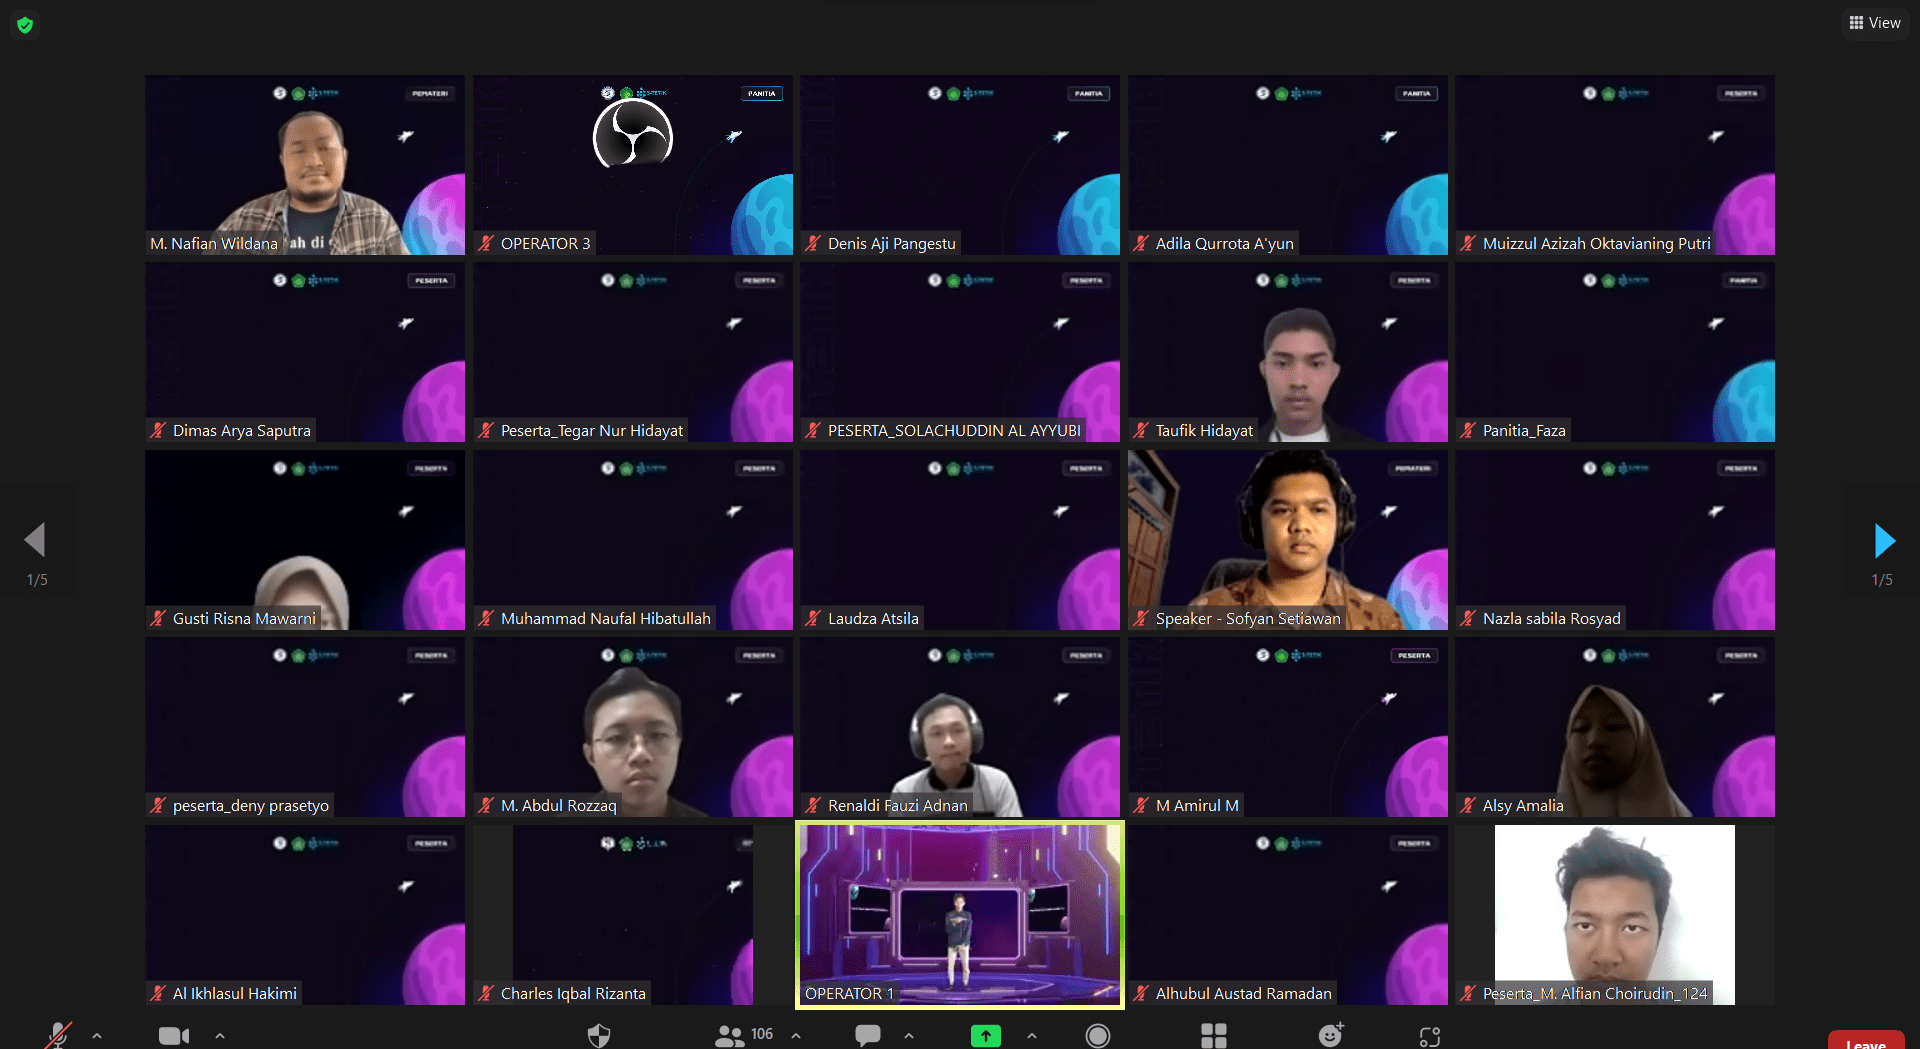 View
PEMATERI
M. Nafian Wildana
ah di
S-TETIK
PANITIA
OPERATOR 3
PANITIA
Denis Aji Pangestu
PANITIA
Adila Qurrota A'yun
PESERTA
Muizzul Azizah Oktavianing Putri
PESERTA
Dimas Arya Saputra
PESERTA
Peserta_Tegar Nur Hidayat
PESERTA
PESERTA_SOLACHUDDIN AL AYYUBI
PESERTA
Taufik Hidayat
PANITIA
Panitia_Faza
1/5
PESERTA
Gusti Risna Mawarni
PESERTA
Muhammad Naufal Hibatullah
PESERTA
Laudza Atsila
PEMATERI
Speaker - Sofyan Setiawan
PESERTA
Nazla sabila Rosyad
1/5
PESERTA
peserta_deny prasetyo
PESERTA
M. Abdul Rozzaq
PESERTA
Renaldi Fauzi Adnan
S-TETIK
PESERTA
M Amirul M
PESERTA
Alsy Amalia
PESERTA
Al Ikhlasul Hakimi
Charles Iqbal Rizanta
OPERATOR 1
PESERTA
Alhubul Austad Ramadan
Peserta_M. Alfian Choirudin_124
106
Leave